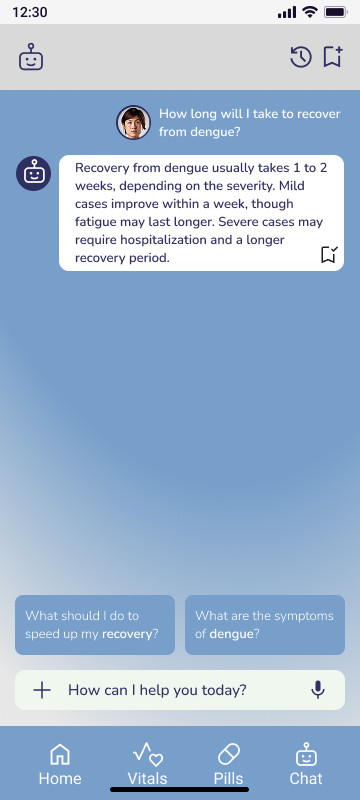 12:30
How long will I take to recover
from dengue?
Recovery from dengue usually takes 1 to 2
weeks, depending on the severity. Mild
cases improve within a week, though
fatigue may last longer. Severe cases may
require hospitalization and a longer
recovery period.
What should I do to
speed up my recovery?
What are the symptoms
of dengue?
How can I help you today?
Home Vitals Pills Chat